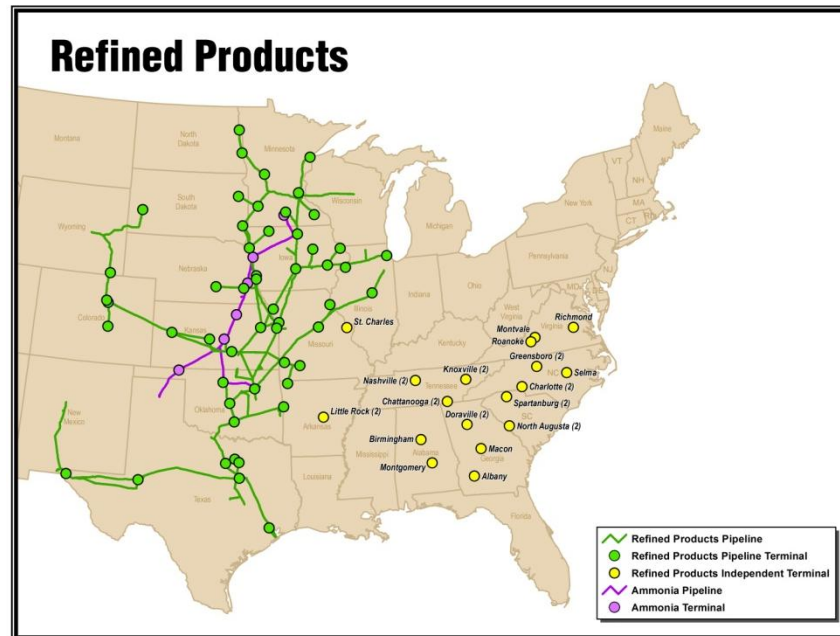 Refined Products
Maine
Montana
North
Dakota
Minnesota
VT
NH
South
Dakota
Wisconsin
New York
MA
CT
RI
Wyoming
Michigan
Iowa
Pennsylvania
NJ
Nebraska
Ohio
MD
Illinois
Indiana
West
Virginia
Colorado
St. Charles
Richmond
Kansas
Montvale
Virginia
Missouri
Roanoke
Kentucky
Greensboro (2)
Knoxville (2)
NC
Selma
Nashville (2)
Tennessee
Charlotte (2)
Chattanooga (2)
Spartanburg (2)
Oklahoma
New
Mexico
Little Rock (2)
Arkansas
Doraville (2)
SC
North Augusta (2)
Birmingham
Macon
Mississippi
Alabama
Georgia
Montgomery
Albany
Texas
Louisiana
Florida
Refined Products Pipeline
Refined Products Pipeline Terminal
Refined Products Independent Terminal
Ammonia Pipeline
Ammonia Terminal